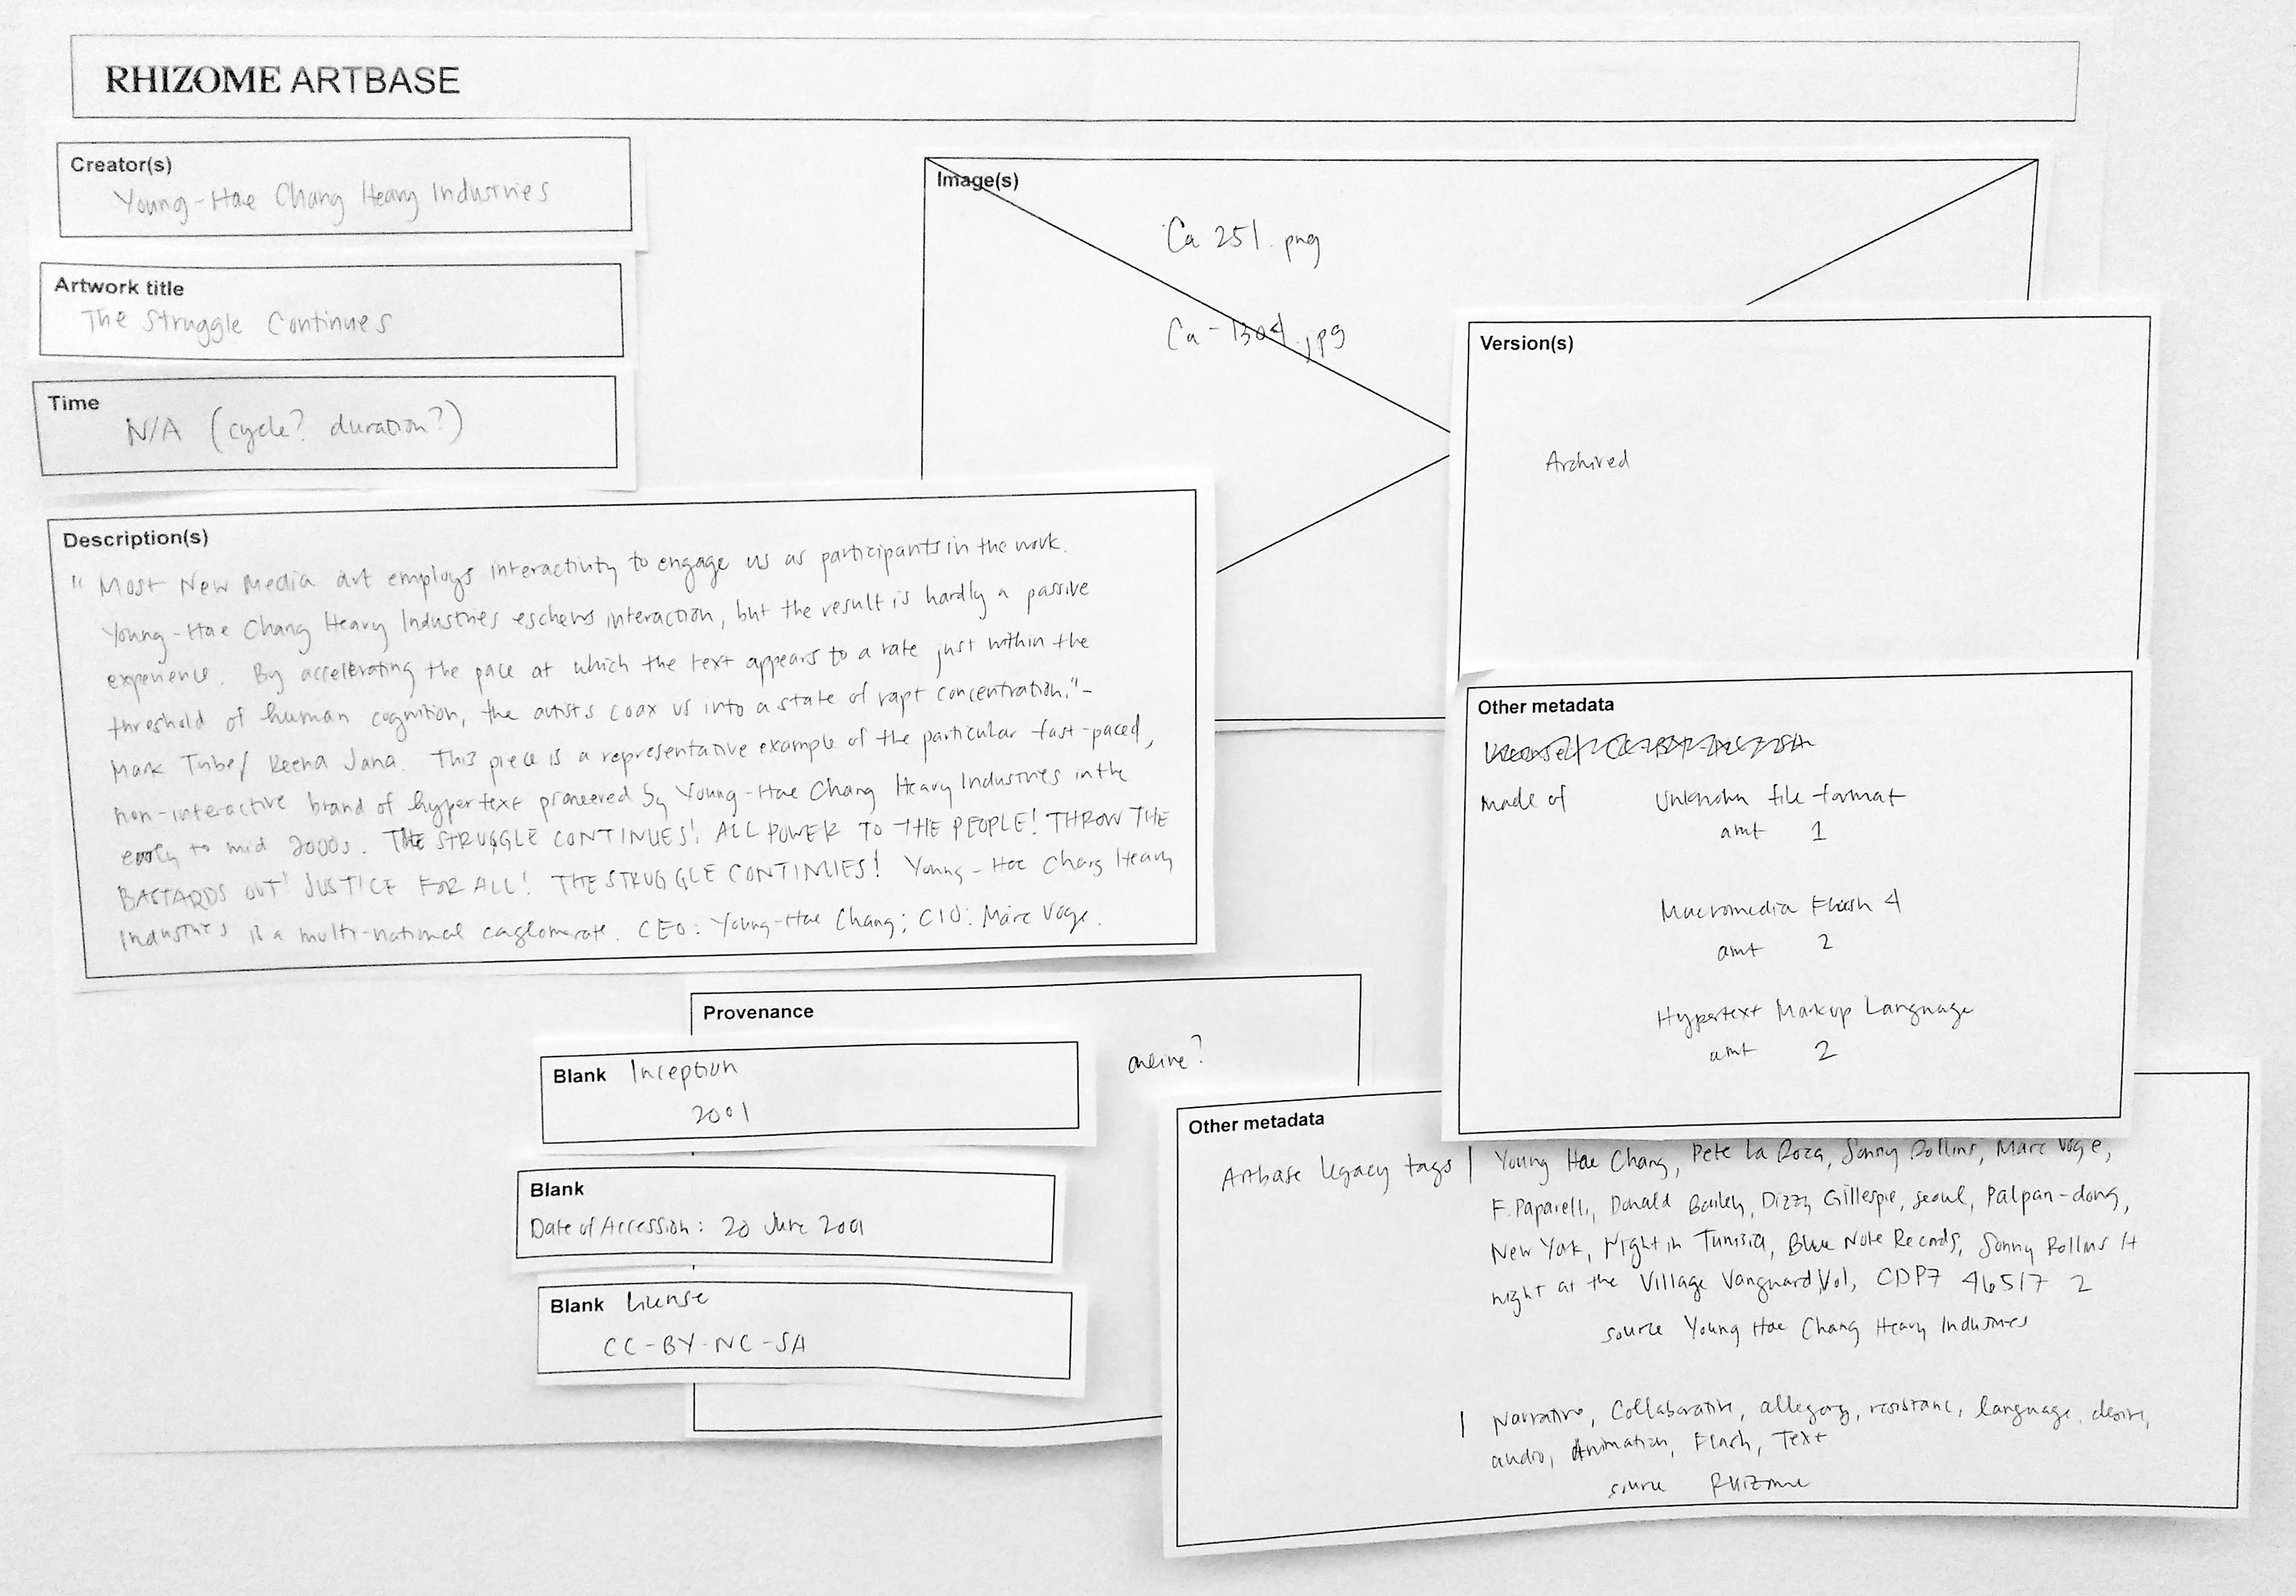 RHIZOME ARTBASE
Creator(s)
Young-Hae Chang Heavy Industries
Artwork title
The Struggle Continues
Time
N/A (cycle? duration?)
Image(s)
Ca 251.png
Ca-1304.jpg
Version(s)
Archived
Description(s)
"Most New Media art employs interactivity to engage us as participants in the work.
Young-Hae Chang Heavy Industries eschews interaction, but the result is hardly a passive
experience. By accelerating the pace at which the text appears to a rate just within the
threshold of human cognition, the artists coax us into a state of rapt concentration."-
Mark Tribe/ Reena Jana. This piece is a representative example of the particular fast-paced,
non-interactive brand of hypertext pioneered by Young-Hae Chang Heavy Industries in the
early to mid 2000s. THE STRUGGLE CONTINUES! ALL POWER TO THE PEOPLE! THROW THE
BASTARDS OUT! JUSTICE FOR ALL! THE STRUGGLE CONTINUES! Young-Hae Chang Heavy
Industries is a multi-national conglomerate. CEO: Young-Hae Chang; CIO: Marc Voge.
Other metadata
made of Unknown file format
amt 1
Macromedia Flash 4
amt 2
Hypertext Markup Language
amt 2
Provenance
online?
Blank Inception
2001
Blank
Date of Accession: 20 June 2001
Blank License
CC-BY-NC-SA
Other metadata
Artbase legacy tags | Young Hae Chang, Pete La Roca, Sonny Rollins, Marc Voge,
F. Paparelli, Donald Bailey, Dizzy Gillespie, seoul, Palpan-dong,
New York, Night in Tunisia, Blue Note Records, Sonny Rollins A
night at the Village Vanguard, Vol, CDP7 46517 2
source Young Hae Chang Heavy Industries
| Narrative, Collaborative, allegory, resistance, language, desire,
audio, Animation, Flash, Text
source Rhizome